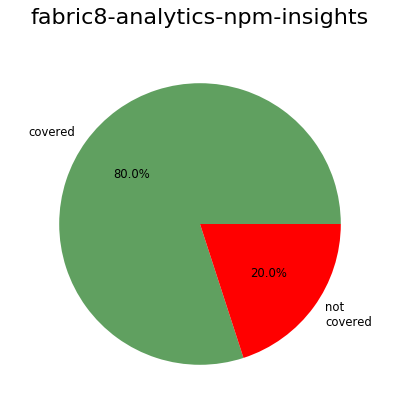 fabric8-analytics-npm-insights
covered
80.0%
20.0%
not
covered